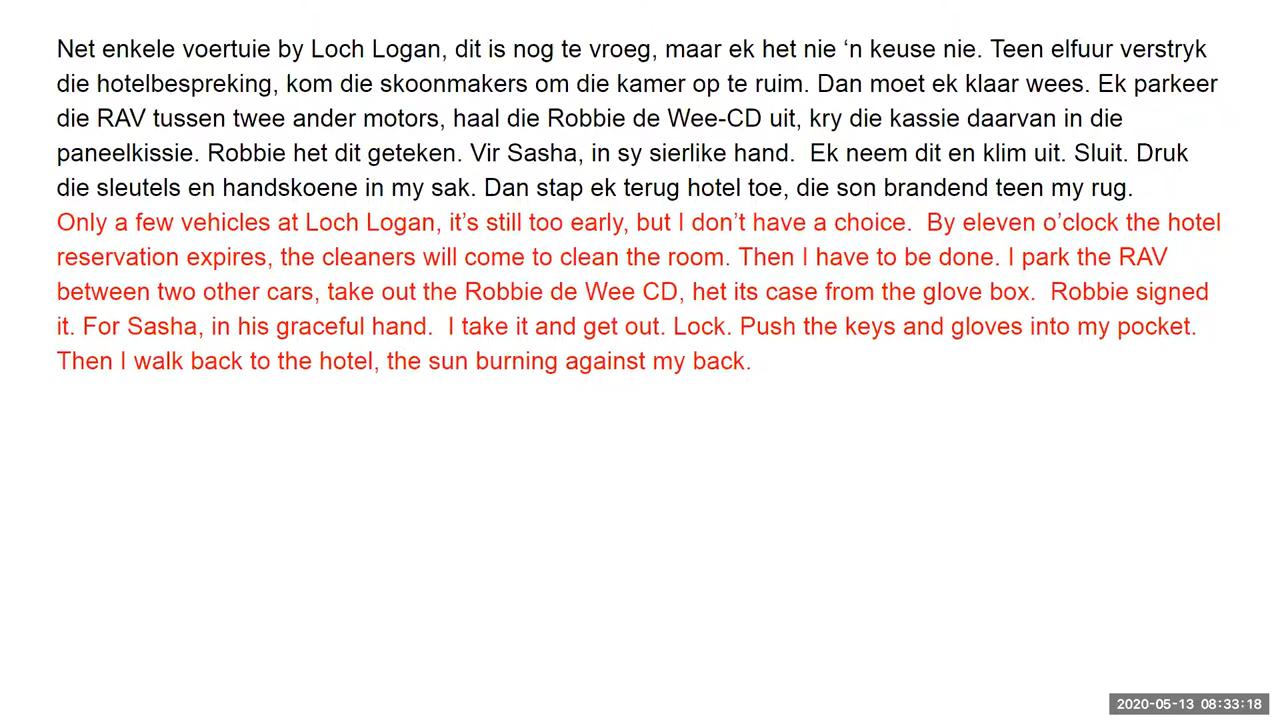 Net enkele voertuie by Loch Logan, dit is nog te vroeg, maar ek het nie ‘n keuse nie. Teen elfuur verstryk
die hotelbespreking, kom die skoonmakers om die kamer op te ruim. Dan moet ek klaar wees. Ek parkeer
die RAV tussen twee ander motors, haal die Robbie de Wee-CD uit, kry die kassie daarvan in die
paneelkissie. Robbie het dit geteken. Vir Sasha, in sy sierlike hand.  Ek neem dit en klim uit. Sluit. Druk
die sleutels en handskoene in my sak. Dan stap ek terug hotel toe, die son brandend teen my rug.
Only a few vehicles at Loch Logan, it’s still too early, but I don’t have a choice.  By eleven o’clock the hotel
reservation expires, the cleaners will come to clean the room. Then I have to be done. I park the RAV
between two other cars, take out the Robbie de Wee CD, het its case from the glove box.  Robbie signed
it. For Sasha, in his graceful hand.  I take it and get out. Lock. Push the keys and gloves into my pocket.
Then I walk back to the hotel, the sun burning against my back.
2020-05-13 08:33:18